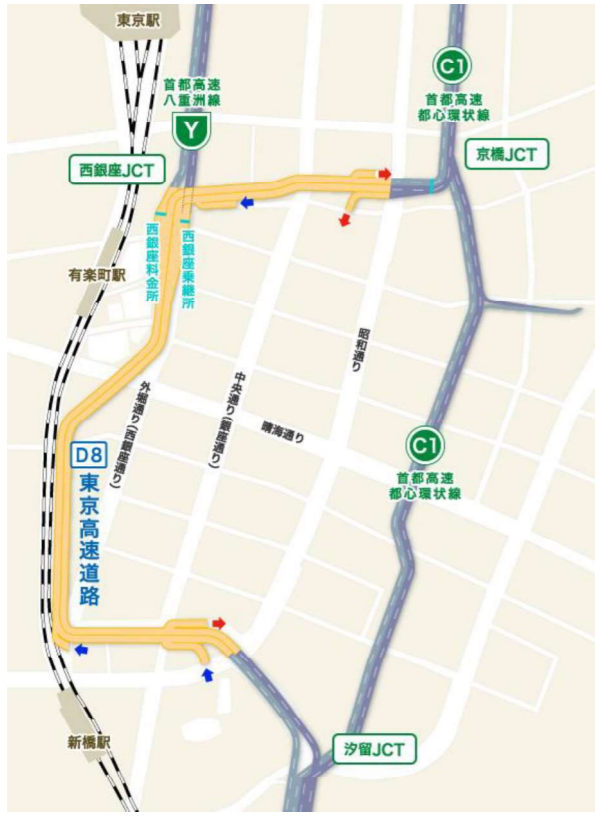 東京駅
首都高速
八重洲線
Y
C1
首都高速
都心環状線
京橋JCT
西銀座JCT
西銀座料金所
西銀座乗継所
有楽町駅
昭和通り
外堀通り(西銀座通り)
中央通り(銀座通り)
晴海通り
C1
首都高速
都心環状線
D8
東京高速道路
新橋駅
汐留JCT